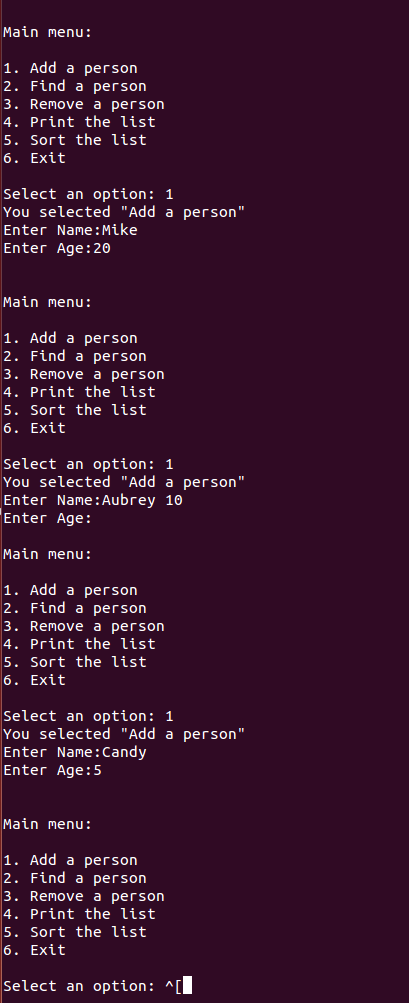 Main menu:
1. Add a person
2. Find a person
3. Remove a person
4. Print the list
5. Sort the list
6. Exit
Select an option: 1
You selected "Add a person"
Enter Name:Mike
Enter Age:20
Main menu:
1. Add a person
2. Find a person
3. Remove a person
4. Print the list
5. Sort the list
6. Exit
Select an option: 1
You selected "Add a person"
Enter Name:Aubrey 10
Enter Age:
Main menu:
1. Add a person
2. Find a person
3. Remove a person
4. Print the list
5. Sort the list
6. Exit
Select an option: 1
You selected "Add a person"
Enter Name:Candy
Enter Age:5
Main menu:
1. Add a person
2. Find a person
3. Remove a person
4. Print the list
5. Sort the list
6. Exit
Select an option: ^[